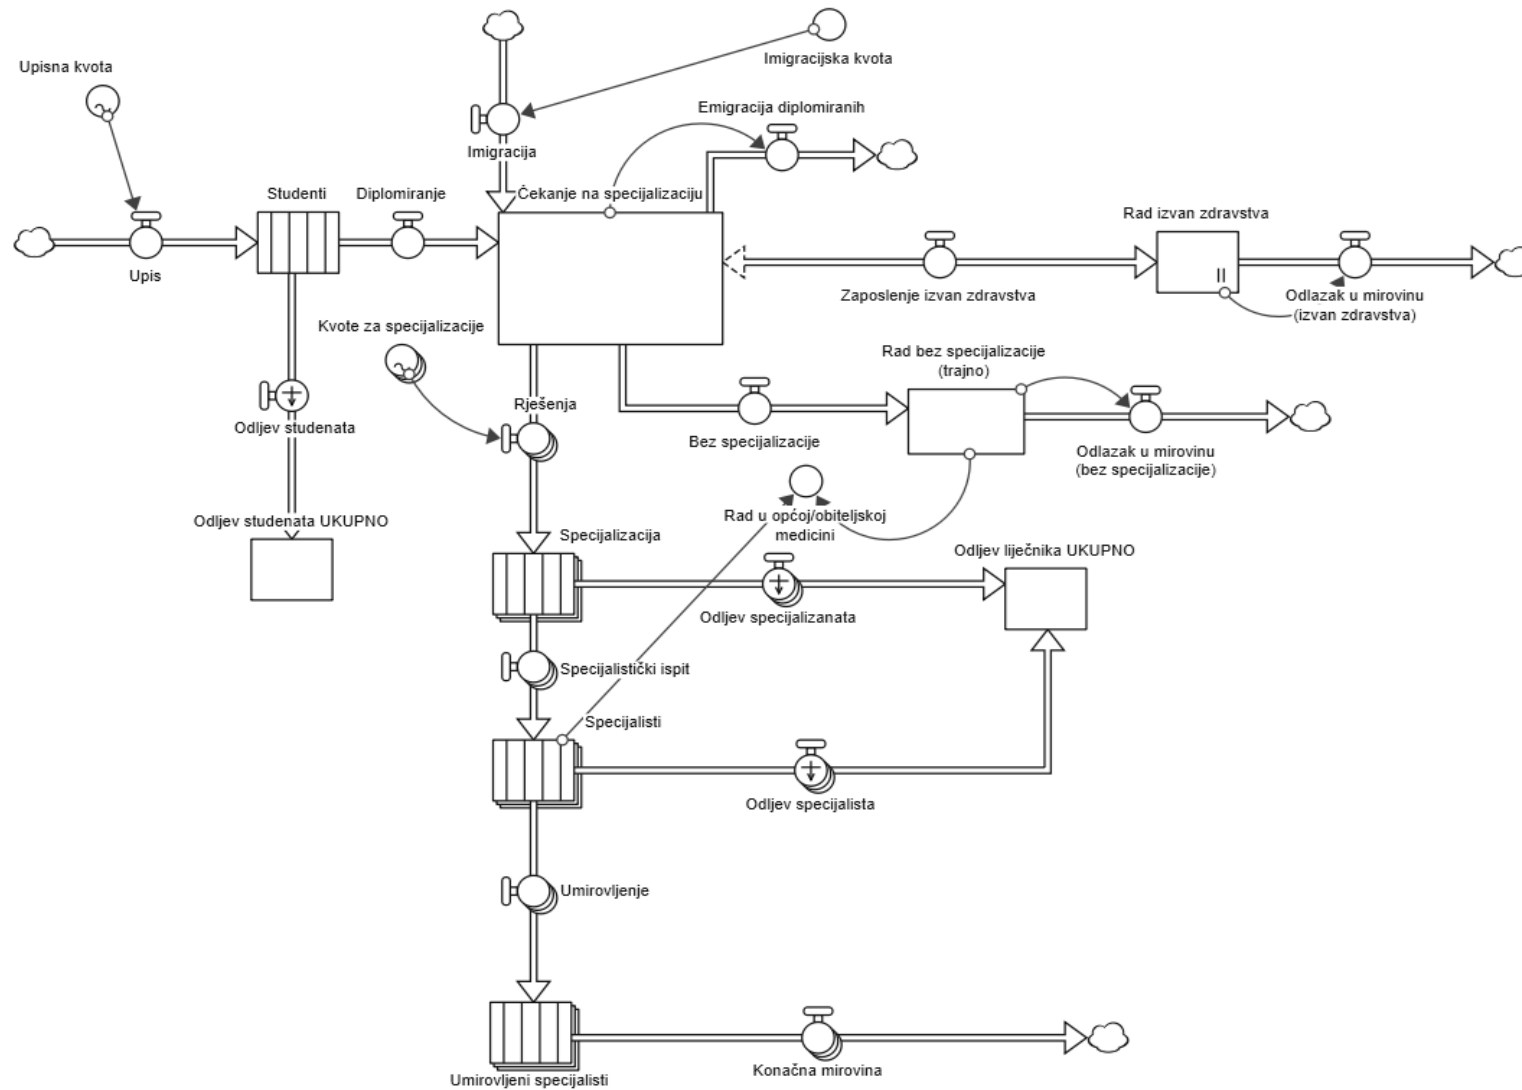 Upisna kvota
Imigracijska kvota
Emigracija diplomiranih
Imigracija
Studenti
Diplomiranje
Čekanje na specijalizaciju
Rad izvan zdravstva
Upis
Zaposlenje izvan zdravstva
II
Odlazak u mirovinu
(izvan zdravstva)
Kvote za specijalizacije
Rad bez specijalizacije
(trajno)
Rješenja
Odljev studenata
Bez specijalizacije
Odlazak u mirovinu
(bez specijalizacije)
Odljev studenata UKUPNO
Rad u općoj/obiteljskoj
medicini
Specijalizacija
Odljev liječnika UKUPNO
Odljev specijalizanata
Specijalistički ispit
Specijalisti
Odljev specijalista
Umirovljenje
Umirovljeni specijalisti
Konačna mirovina